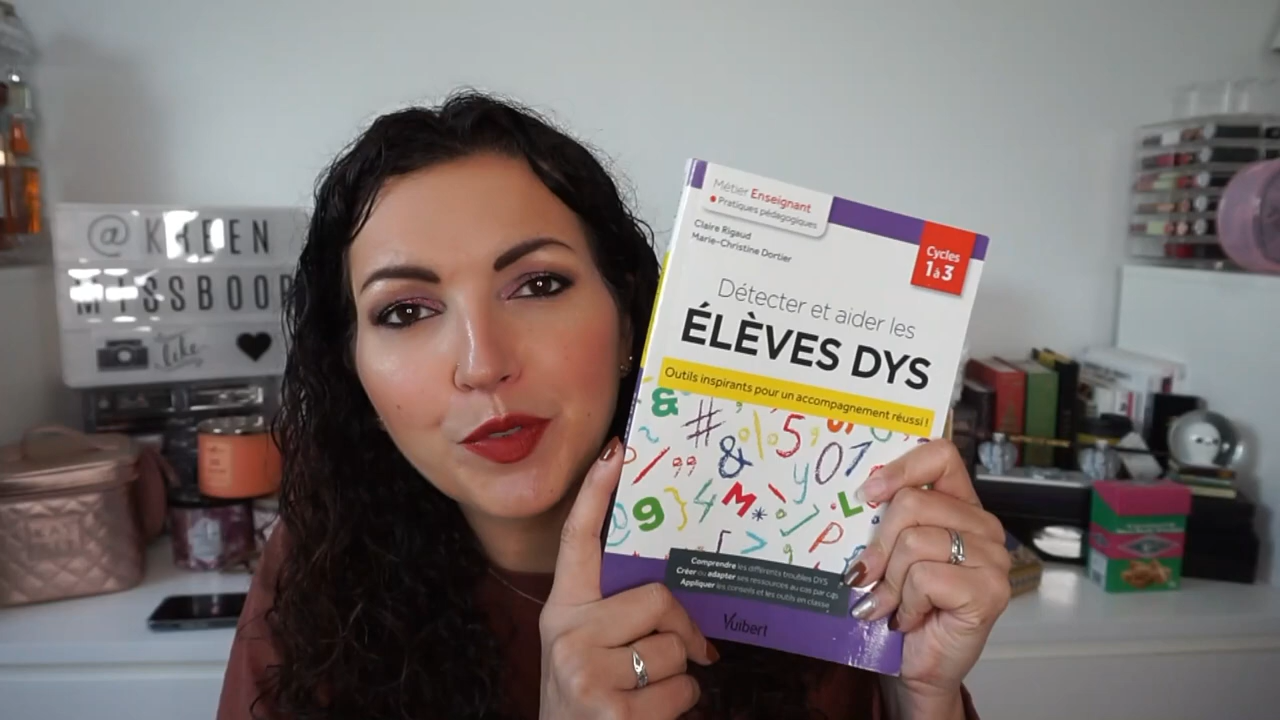 @KREEN
MISSBOOP
like
Métier Enseignant
• Pratiques pédagogiques
Claire Rigaud
Marie-Christine Dortier
Cycles
1 à 3
Détecter et aider les
ÉLÈVES DYS
Outils inspirants pour un accompagnement réussi !
Comprendre les différents troubles DYS
Créer ou adapter ses ressources au cas par cas
Appliquer les conseils et les outils en classe
Vuibert